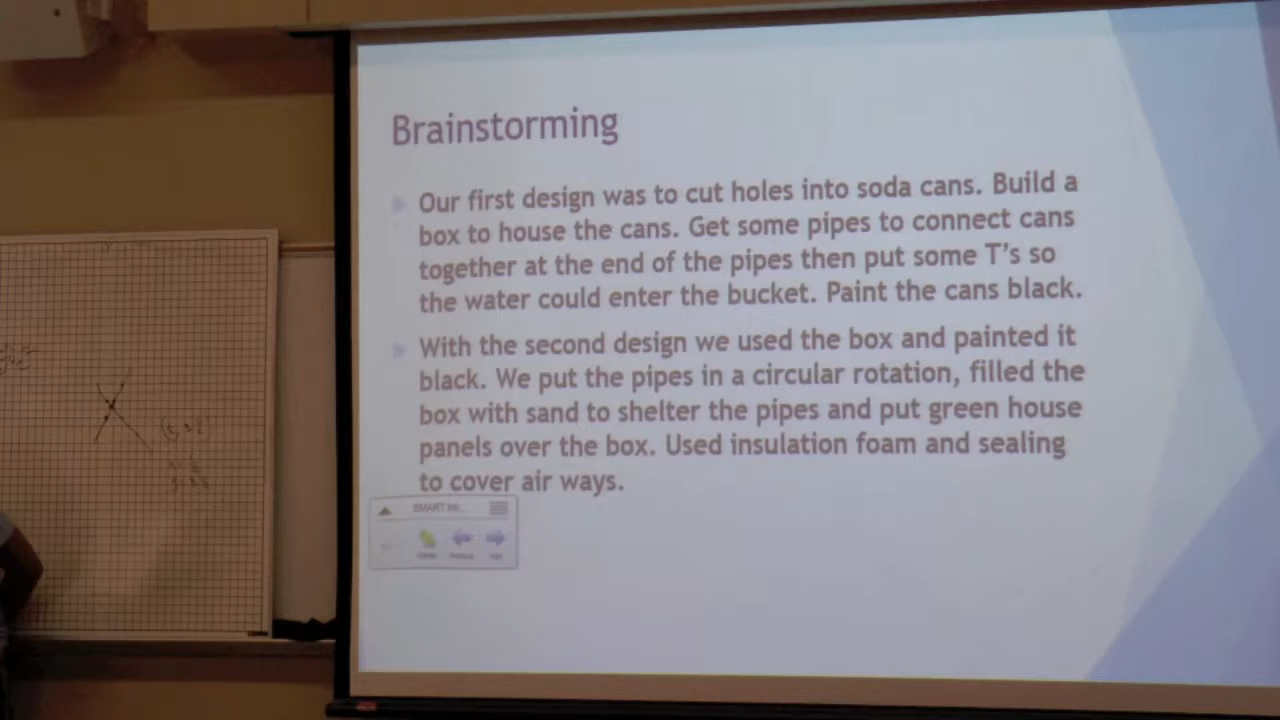 Brainstorming
Our first design was to cut holes into soda cans. Build a
box to house the cans. Get some pipes to connect cans
together at the end of the pipes then put some T's so
the water could enter the bucket. Paint the cans black.
With the second design we used the box and painted it
black. We put the pipes in a circular rotation, filled the
box with sand to shelter the pipes and put green house
panels over the box. Used insulation foam and sealing
to cover air ways.
SMART